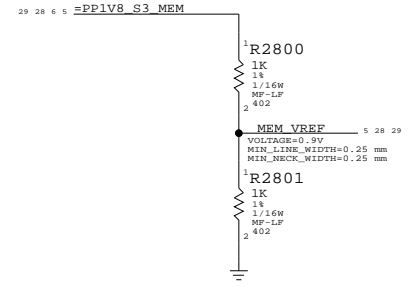 29 28 6 5 =PP1V8_S3_MEM
1
R2800
1K
1%
1/16W
MF-LF
402
2
MEM_VREF 5 28 29
VOLTAGE=0.9V
MIN_LINE_WIDTH=0.25 mm
MIN_NECK_WIDTH=0.25 mm
1
R2801
1K
1%
1/16W
MF-LF
402
2